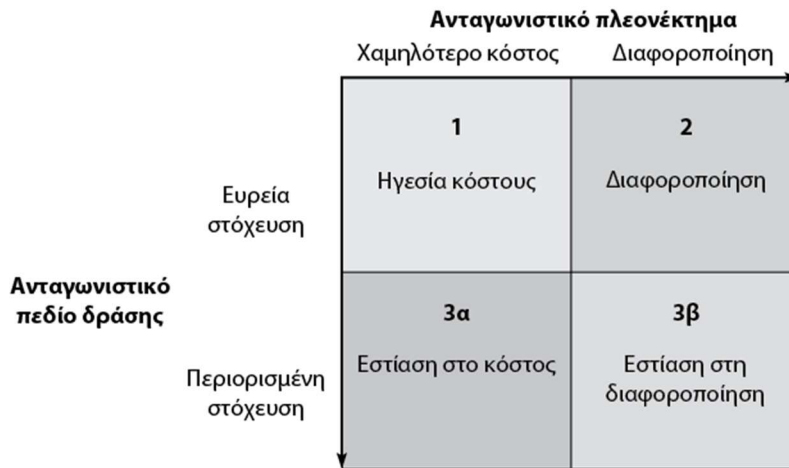 Ανταγωνιστικό πλεονέκτημα
Χαμηλότερο κόστος
Διαφοροποίηση
1
2
Ηγεσία κόστους
Διαφοροποίηση
Ευρεία
στόχευση
Ανταγωνιστικό
πεδίο δράσης
3α
3β
Εστίαση στο κόστος
Εστίαση στη
διαφοροποίηση
Περιορισμένη
στόχευση